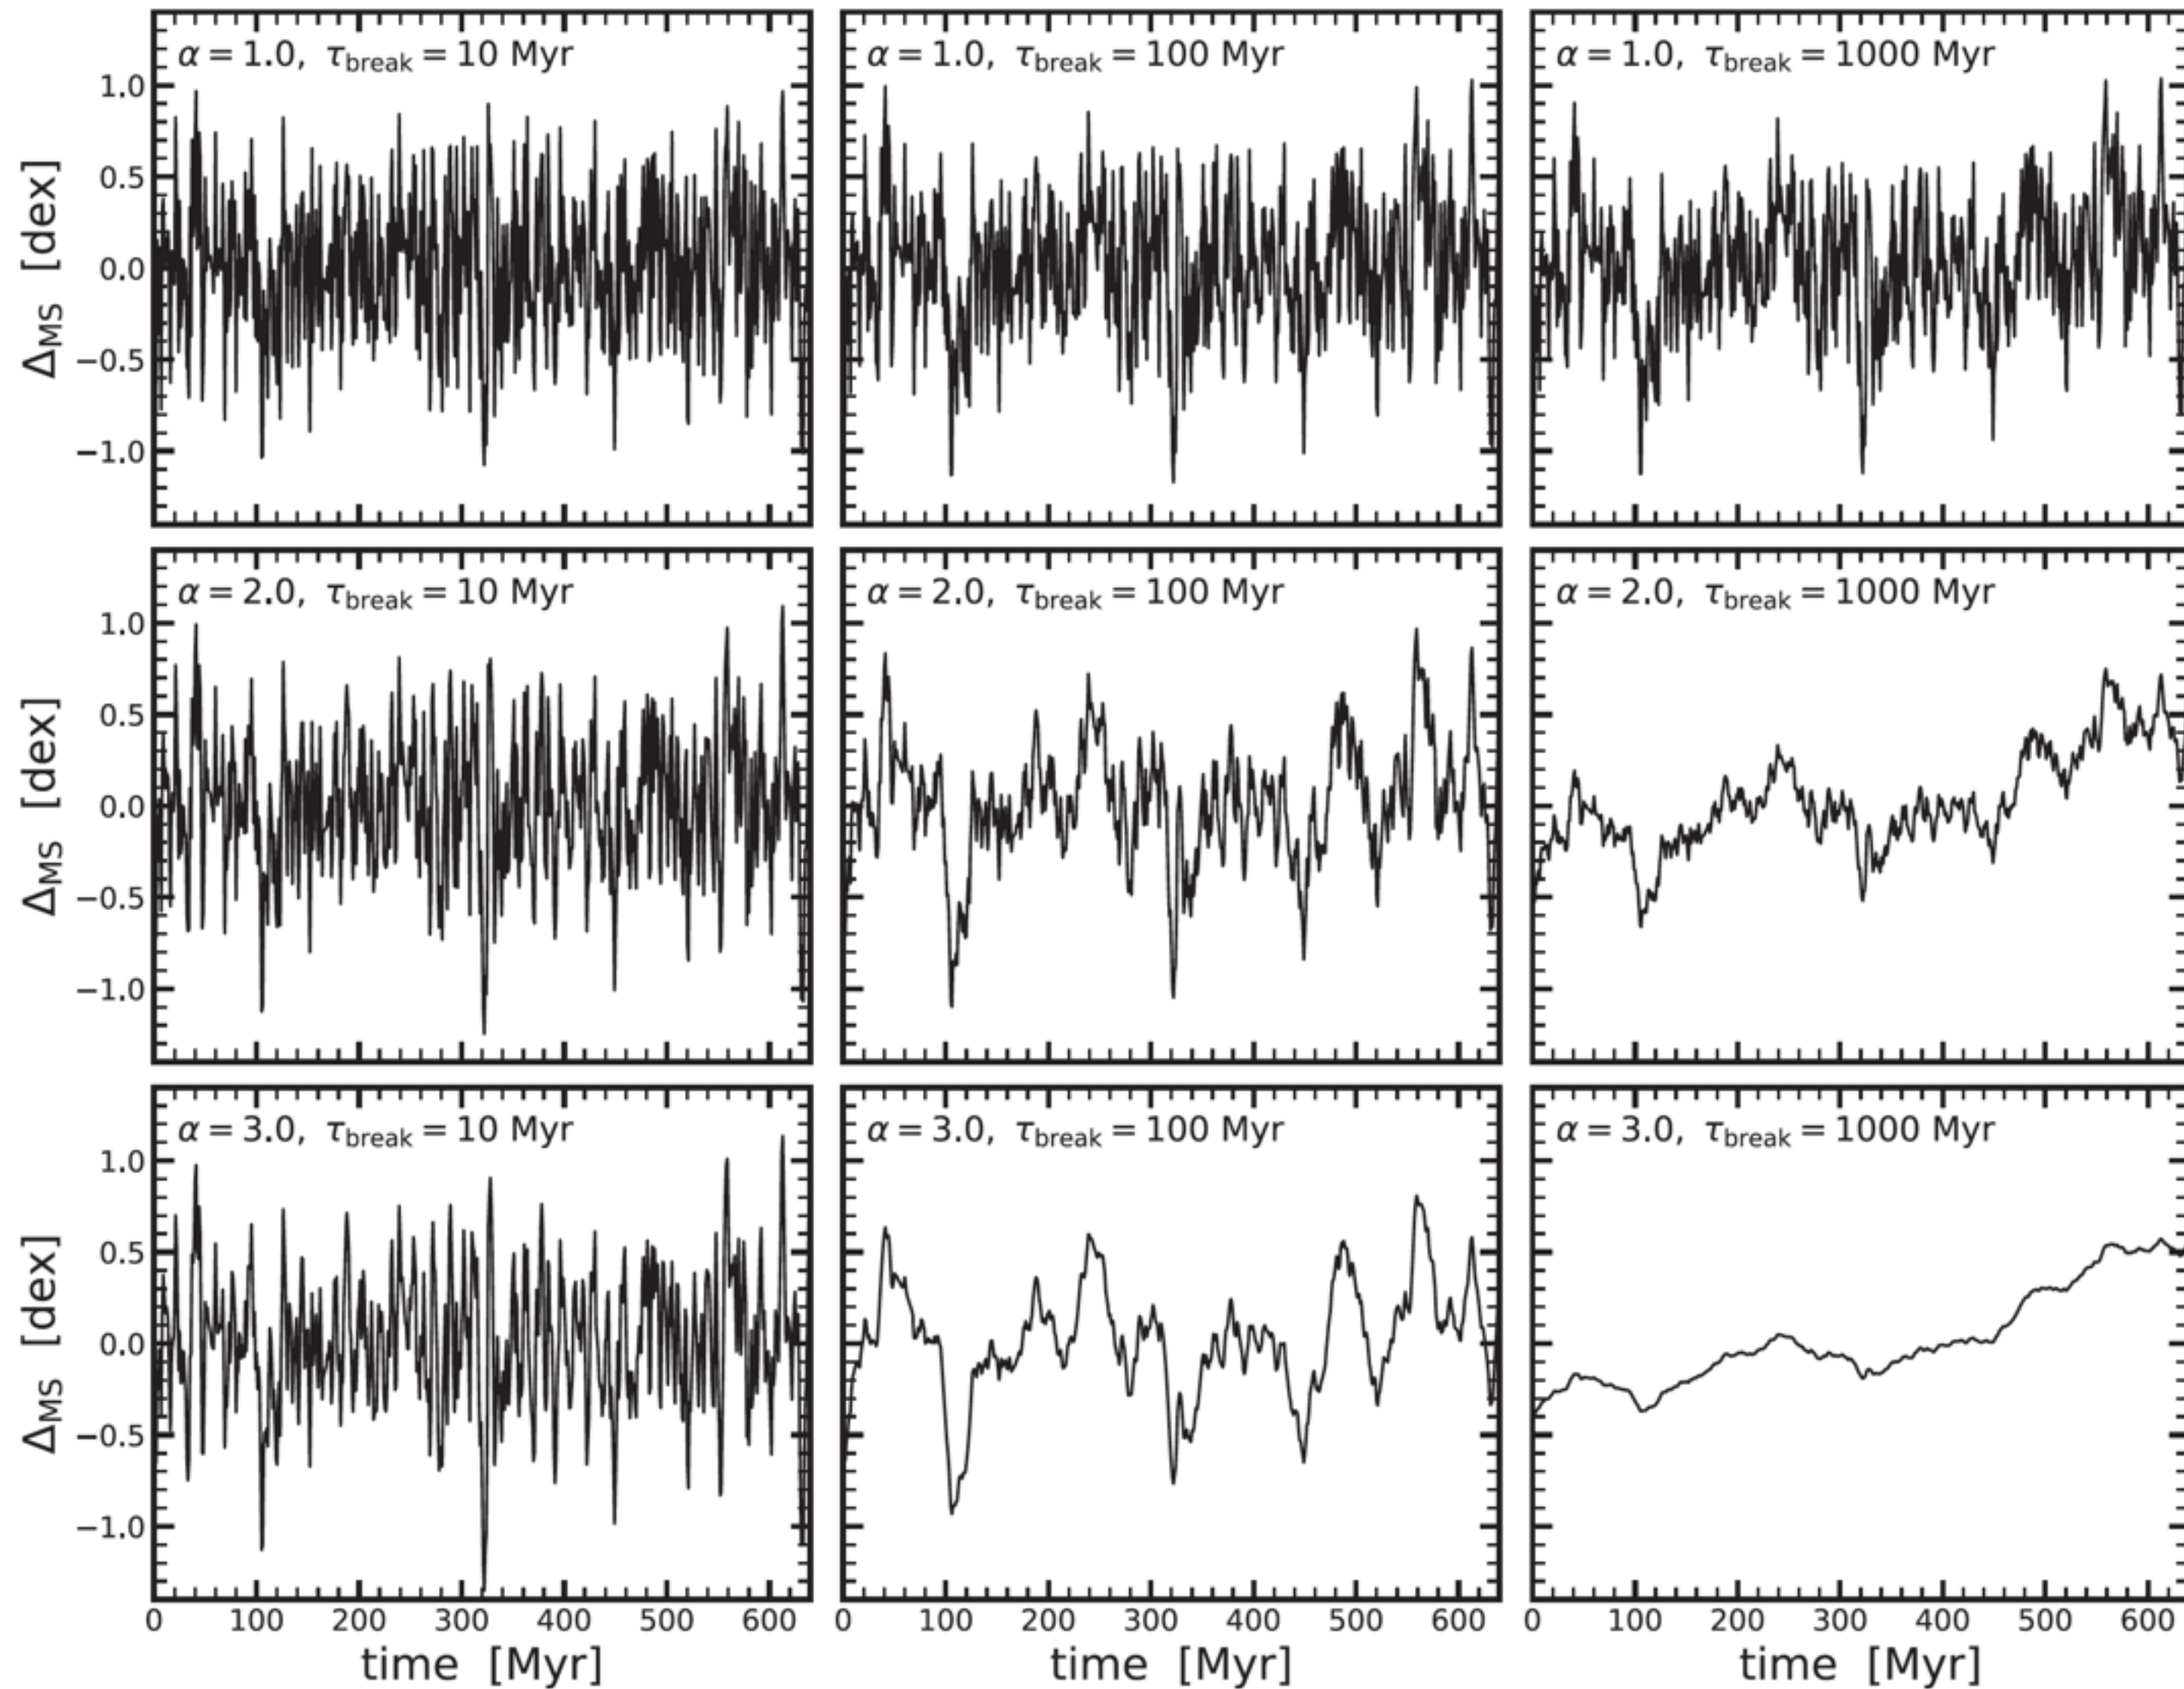 α = 1.0, τbreak = 10 Myr
α = 1.0, τbreak = 100 Myr
α = 1.0, τbreak = 1000 Myr
1.0
0.5
0.0
−0.5
−1.0
ΔMS [dex]
α = 2.0, τbreak = 10 Myr
α = 2.0, τbreak = 100 Myr
α = 2.0, τbreak = 1000 Myr
1.0
0.5
0.0
−0.5
−1.0
ΔMS [dex]
α = 3.0, τbreak = 10 Myr
α = 3.0, τbreak = 100 Myr
α = 3.0, τbreak = 1000 Myr
1.0
0.5
0.0
−0.5
−1.0
ΔMS [dex]
0 100 200 300 400 500 600
0 100 200 300 400 500 600
0 100 200 300 400 500 600
time [Myr]
time [Myr]
time [Myr]